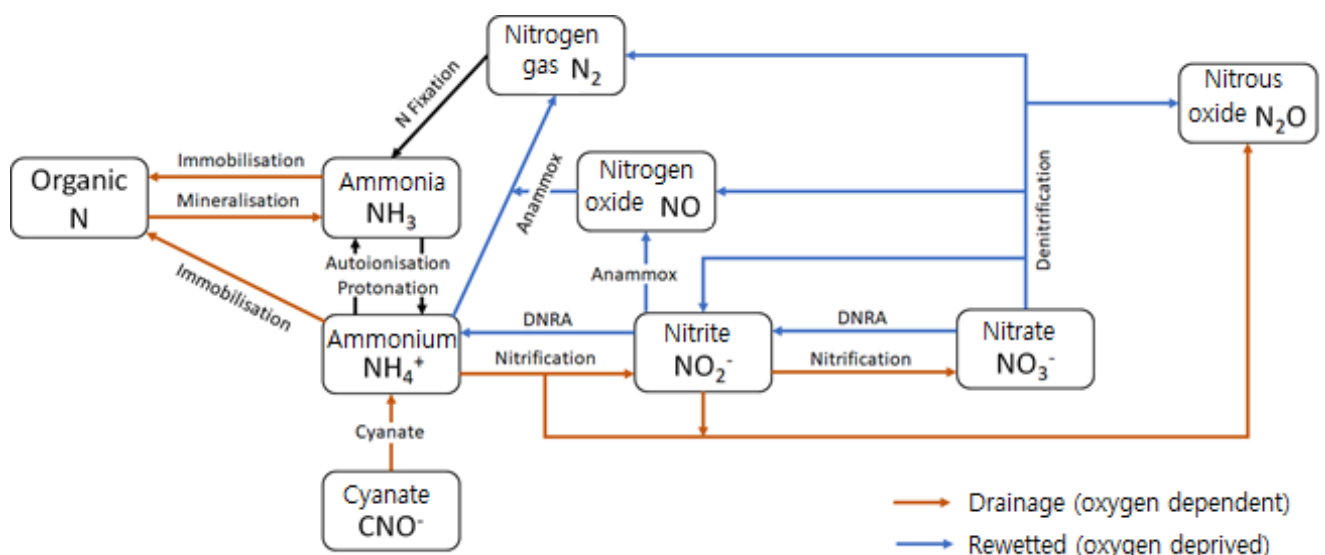 Nitrogen
gas N₂
Nitrous
oxide N₂O
N Fixation
Immobilisation
Organic
N
Mineralisation
Ammonia
NH₃
Anammox
Nitrogen
oxide NO
Denitrification
Autoionisation
Protonation
Immobilisation
Anammox
Ammonium
NH₄⁺
DNRA
Nitrification
Nitrite
NO₂⁻
DNRA
Nitrification
Nitrate
NO₃⁻
Cyanate
Cyanate
CNO⁻
Drainage (oxygen dependent)
Rewetted (oxygen deprived)